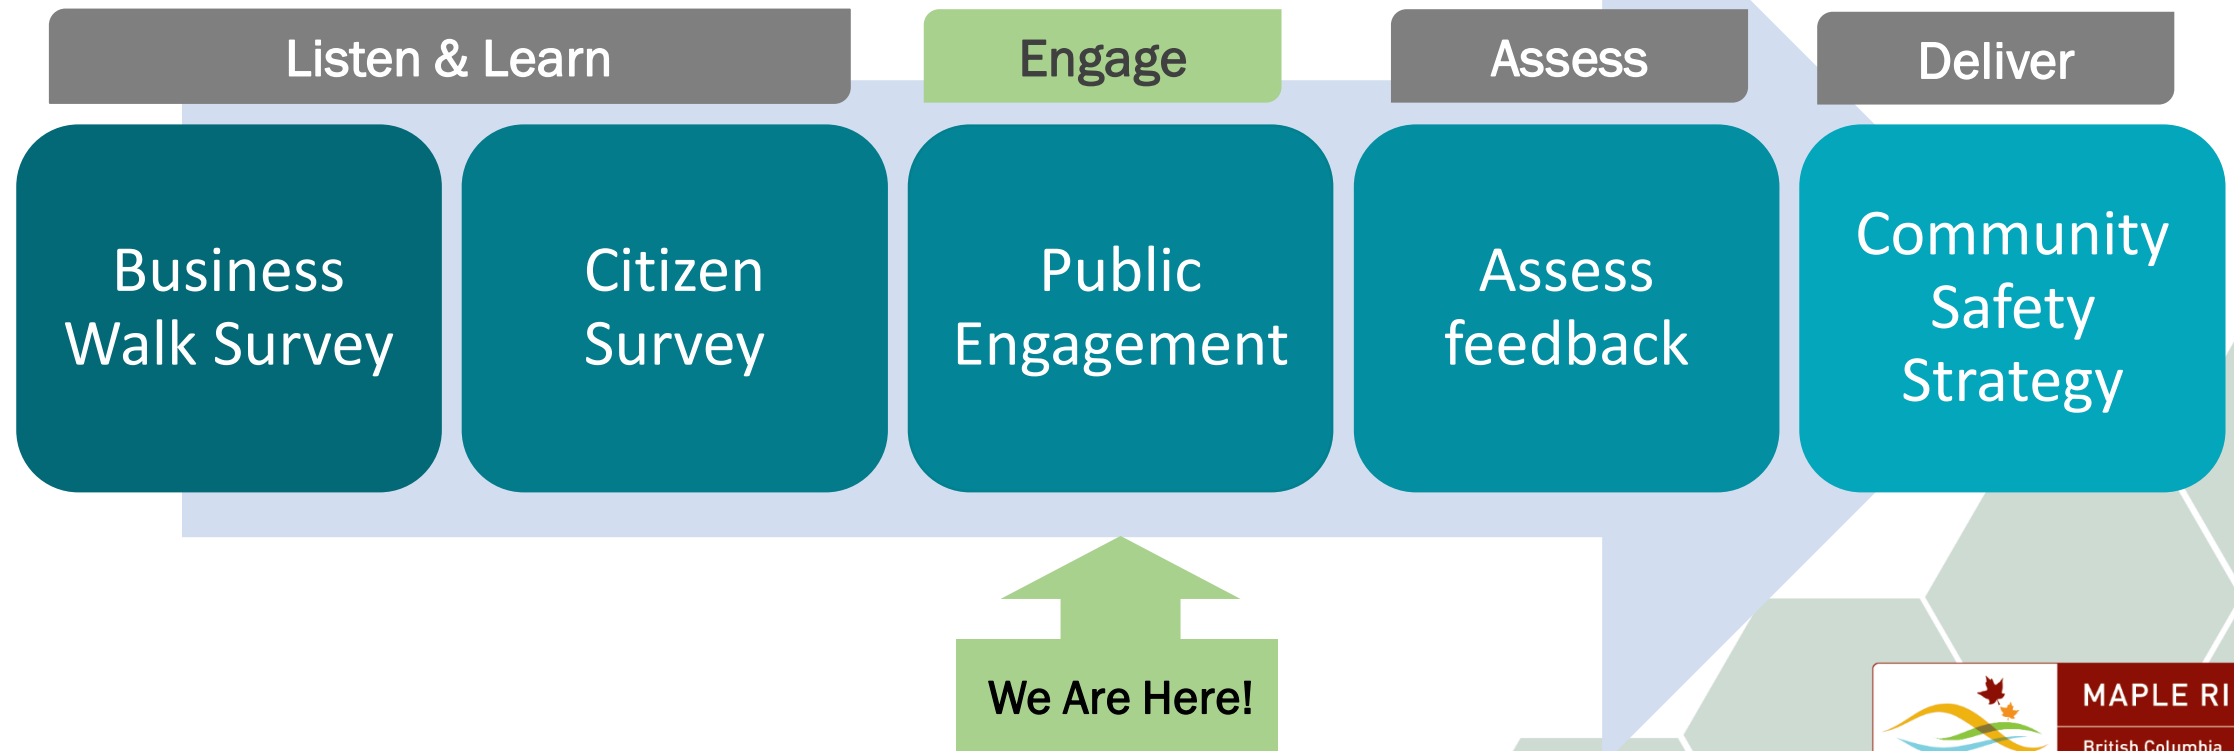 Listen & Learn
Engage
Assess
Deliver
Business
Walk Survey
Citizen
Survey
Public
Engagement
Assess
feedback
Community
Safety
Strategy
We Are Here!
MAPLE RI
British Columbia